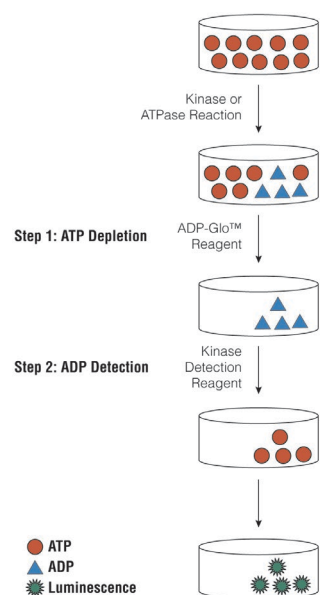 Kinase or
ATPase Reaction
Step 1: ATP Depletion
ADP-Glo™
Reagent
Step 2: ADP Detection
Kinase
Detection
Reagent
ATP
ADP
Luminescence